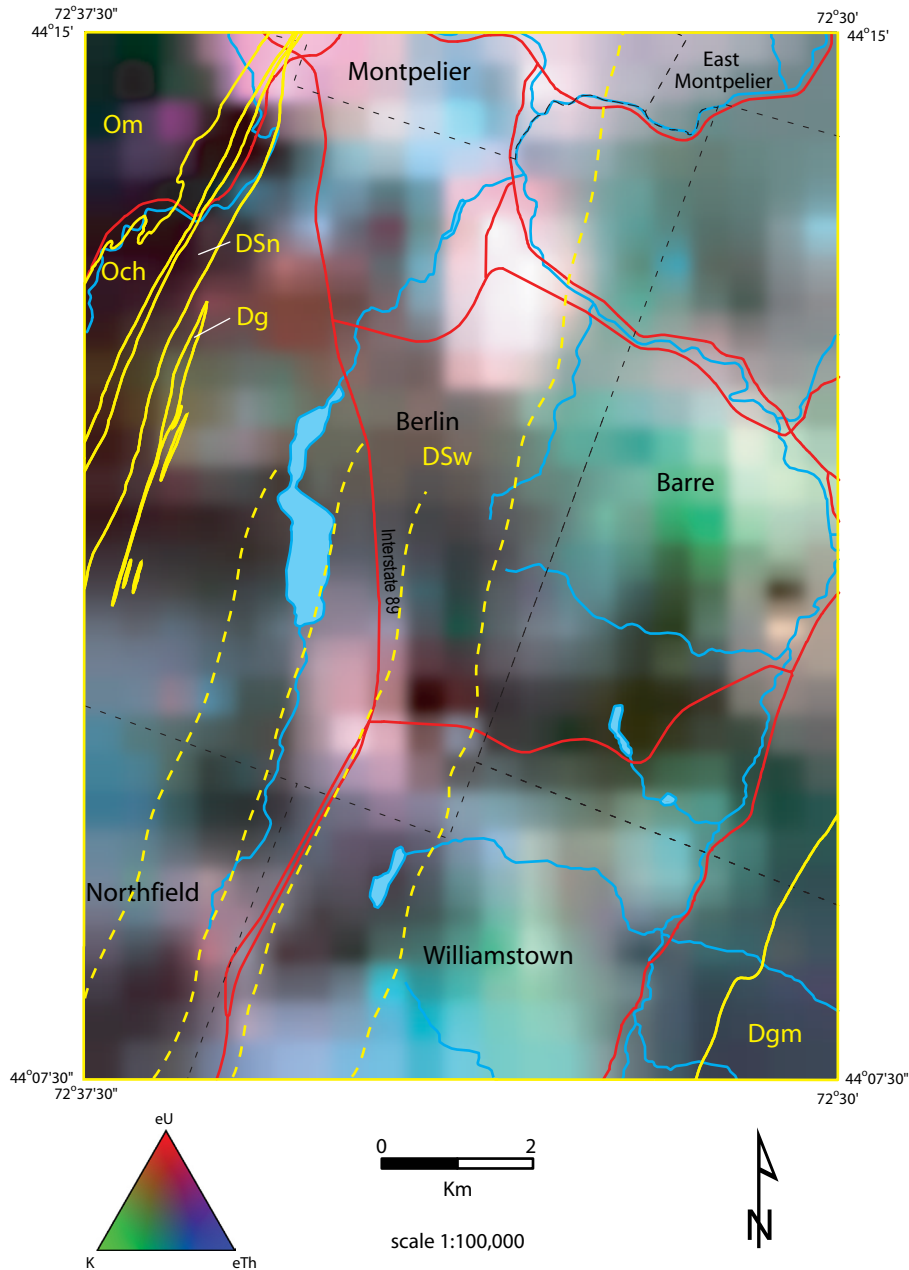 72°37'30"
72°30'
44°15'
44°15'
Montpelier
East
Montpelier
Om
DSn
Och
Dg
Berlin
DSw
Barre
Interstate 89
Northfield
Williamstown
Dgm
44°07'30"
44°07'30"
72°37'30"
72°30'
eU
K
eTh
0
2
Km
scale 1:100,000
N